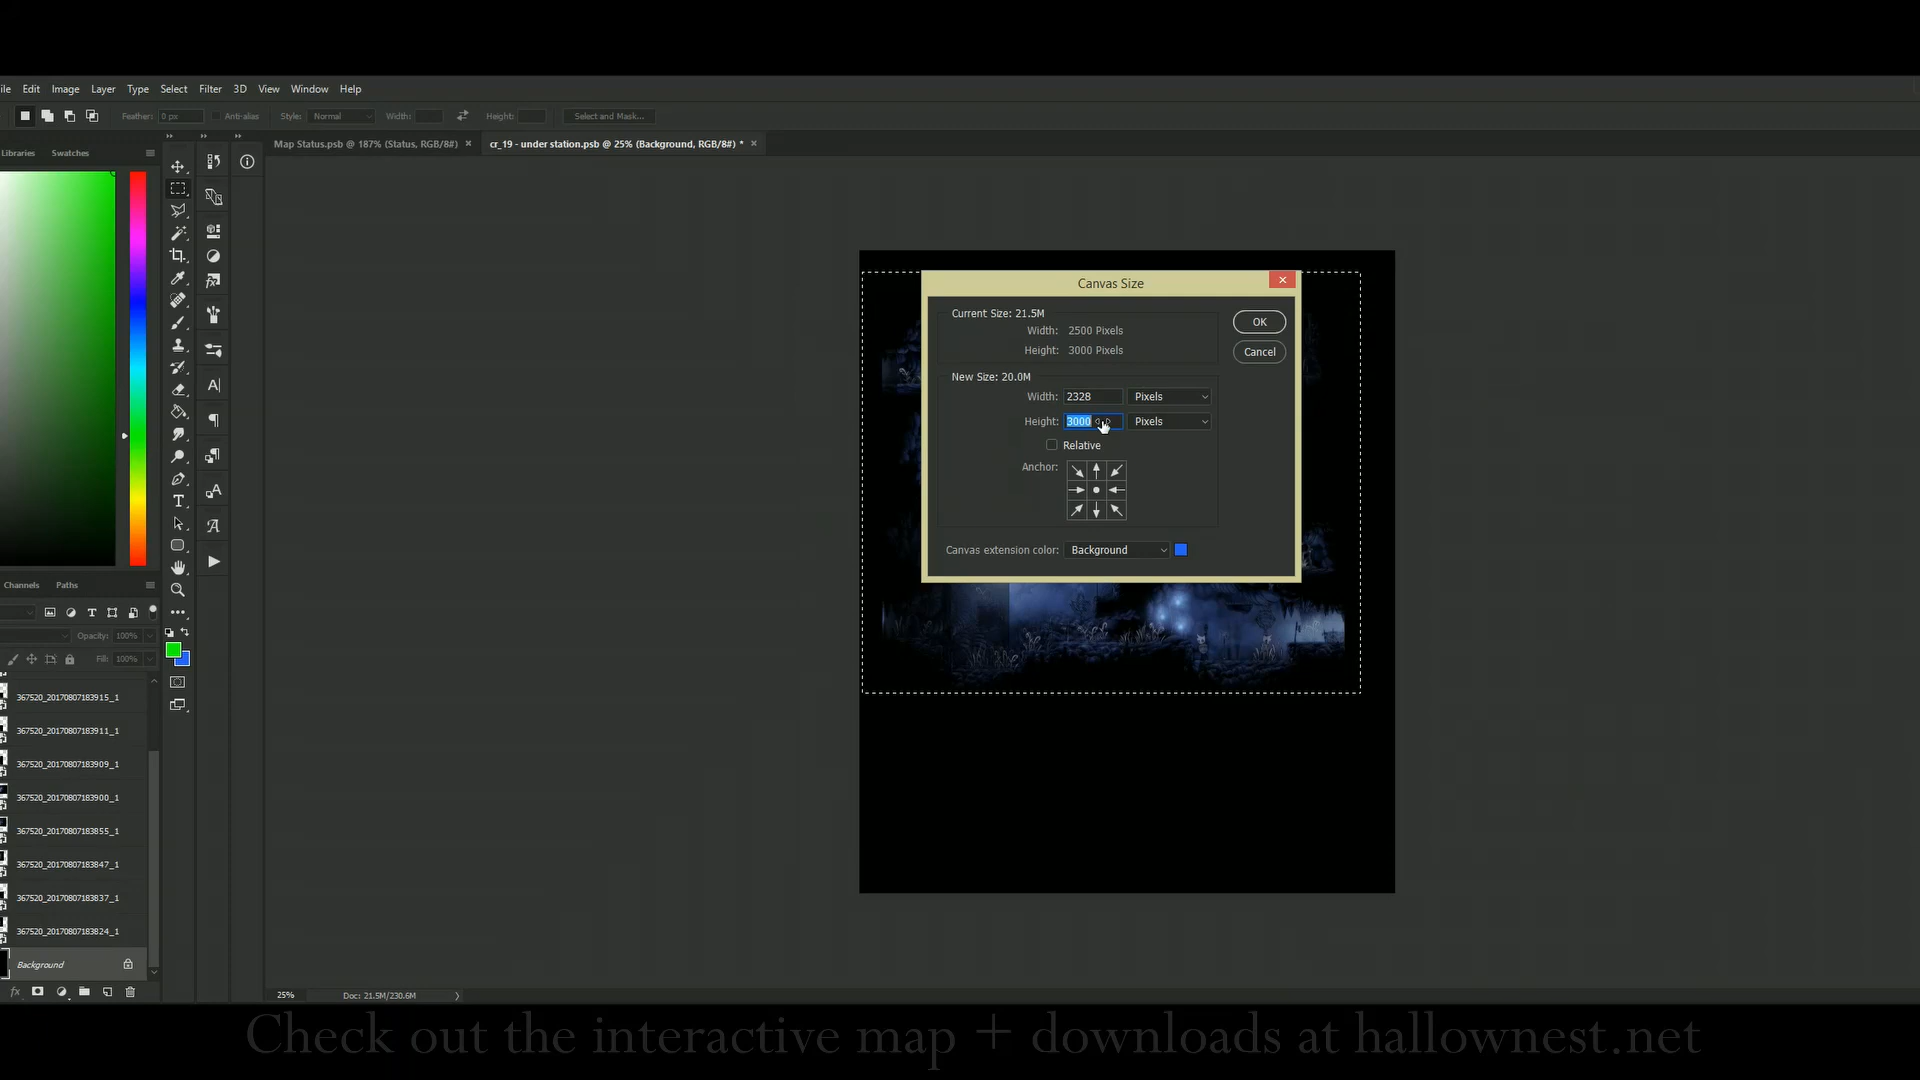 ile Edit Image Layer Type Select Filter 3D View Window Help
Feather: 0 px Anti-alias Style: Normal Width: Height: Select and Mask...
Libraries Swatches
Map Status.psb @ 187% (Status, RGB/8#) × cr_19 - under station.psb @ 25% (Background, RGB/8#) * ×
Canvas Size
Current Size: 21.5M
Width: 2500 Pixels
Height: 3000 Pixels
OK
Cancel
New Size: 20.0M
Width: 2328 Pixels
Height: 3000 Pixels
Relative
Anchor:
Canvas extension color: Background
Channels Paths
Opacity: 100%
Fill: 100%
367520_20170807183915_1
367520_20170807183911_1
367520_20170807183909_1
367520_20170807183900_1
367520_20170807183855_1
367520_20170807183847_1
367520_20170807183837_1
367520_20170807183824_1
Background
25% Doc: 21.5M/230.6M
Check out the interactive map + downloads at hallownest.net